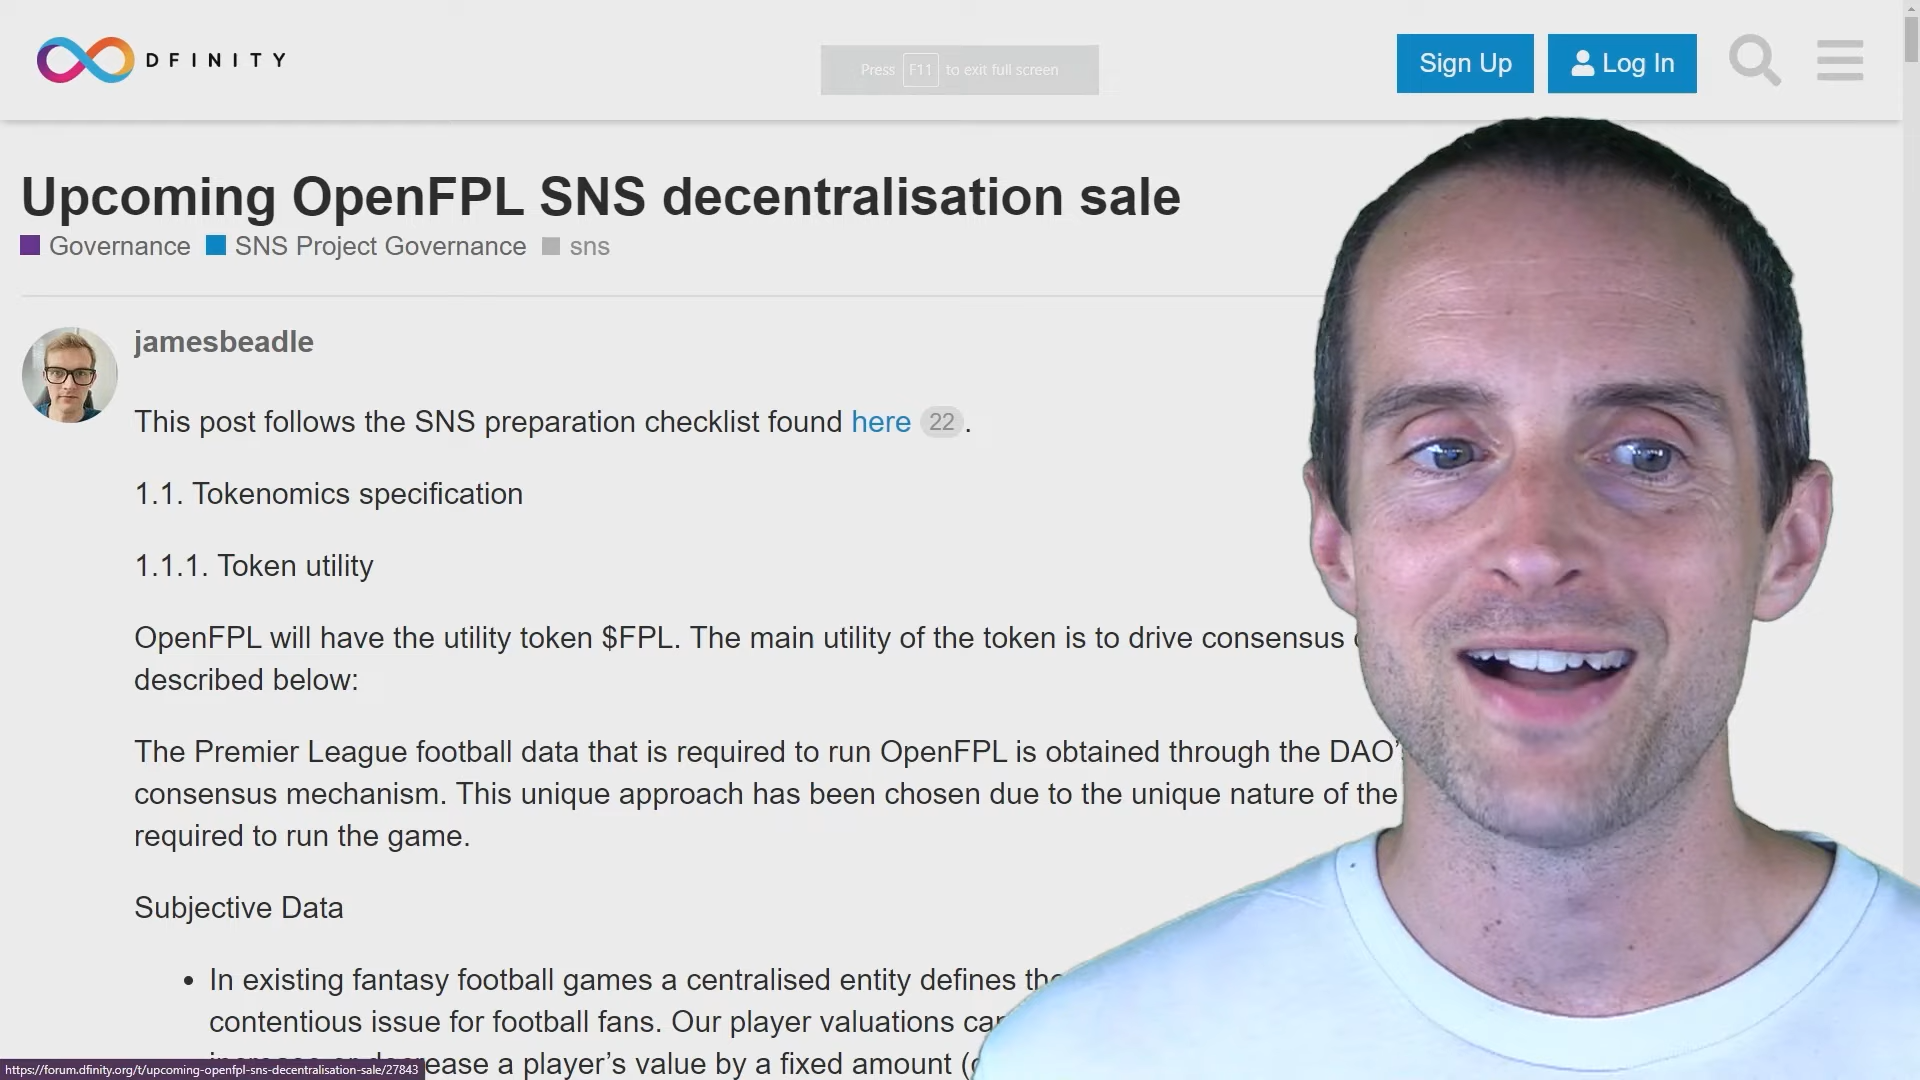 DFINITY
Press F11 to exit full screen
Sign Up
Log In
Upcoming OpenFPL SNS decentralisation sale
Governance SNS Project Governance sns
jamesbeadle
This post follows the SNS preparation checklist found here 22 .
1.1. Tokenomics specification
1.1.1. Token utility
OpenFPL will have the utility token $FPL. The main utility of the token is to drive consensus
described below:
The Premier League football data that is required to run OpenFPL is obtained through the DAO’
consensus mechanism. This unique approach has been chosen due to the unique nature of the
required to run the game.
Subjective Data
• In existing fantasy football games a centralised entity defines
contentious issue for football fans. Our player valuations
increase or decrease a player’s value by a fixed amount
https://forum.dfinity.org/t/upcoming-openfpl-sns-decentralisation-sale/27843